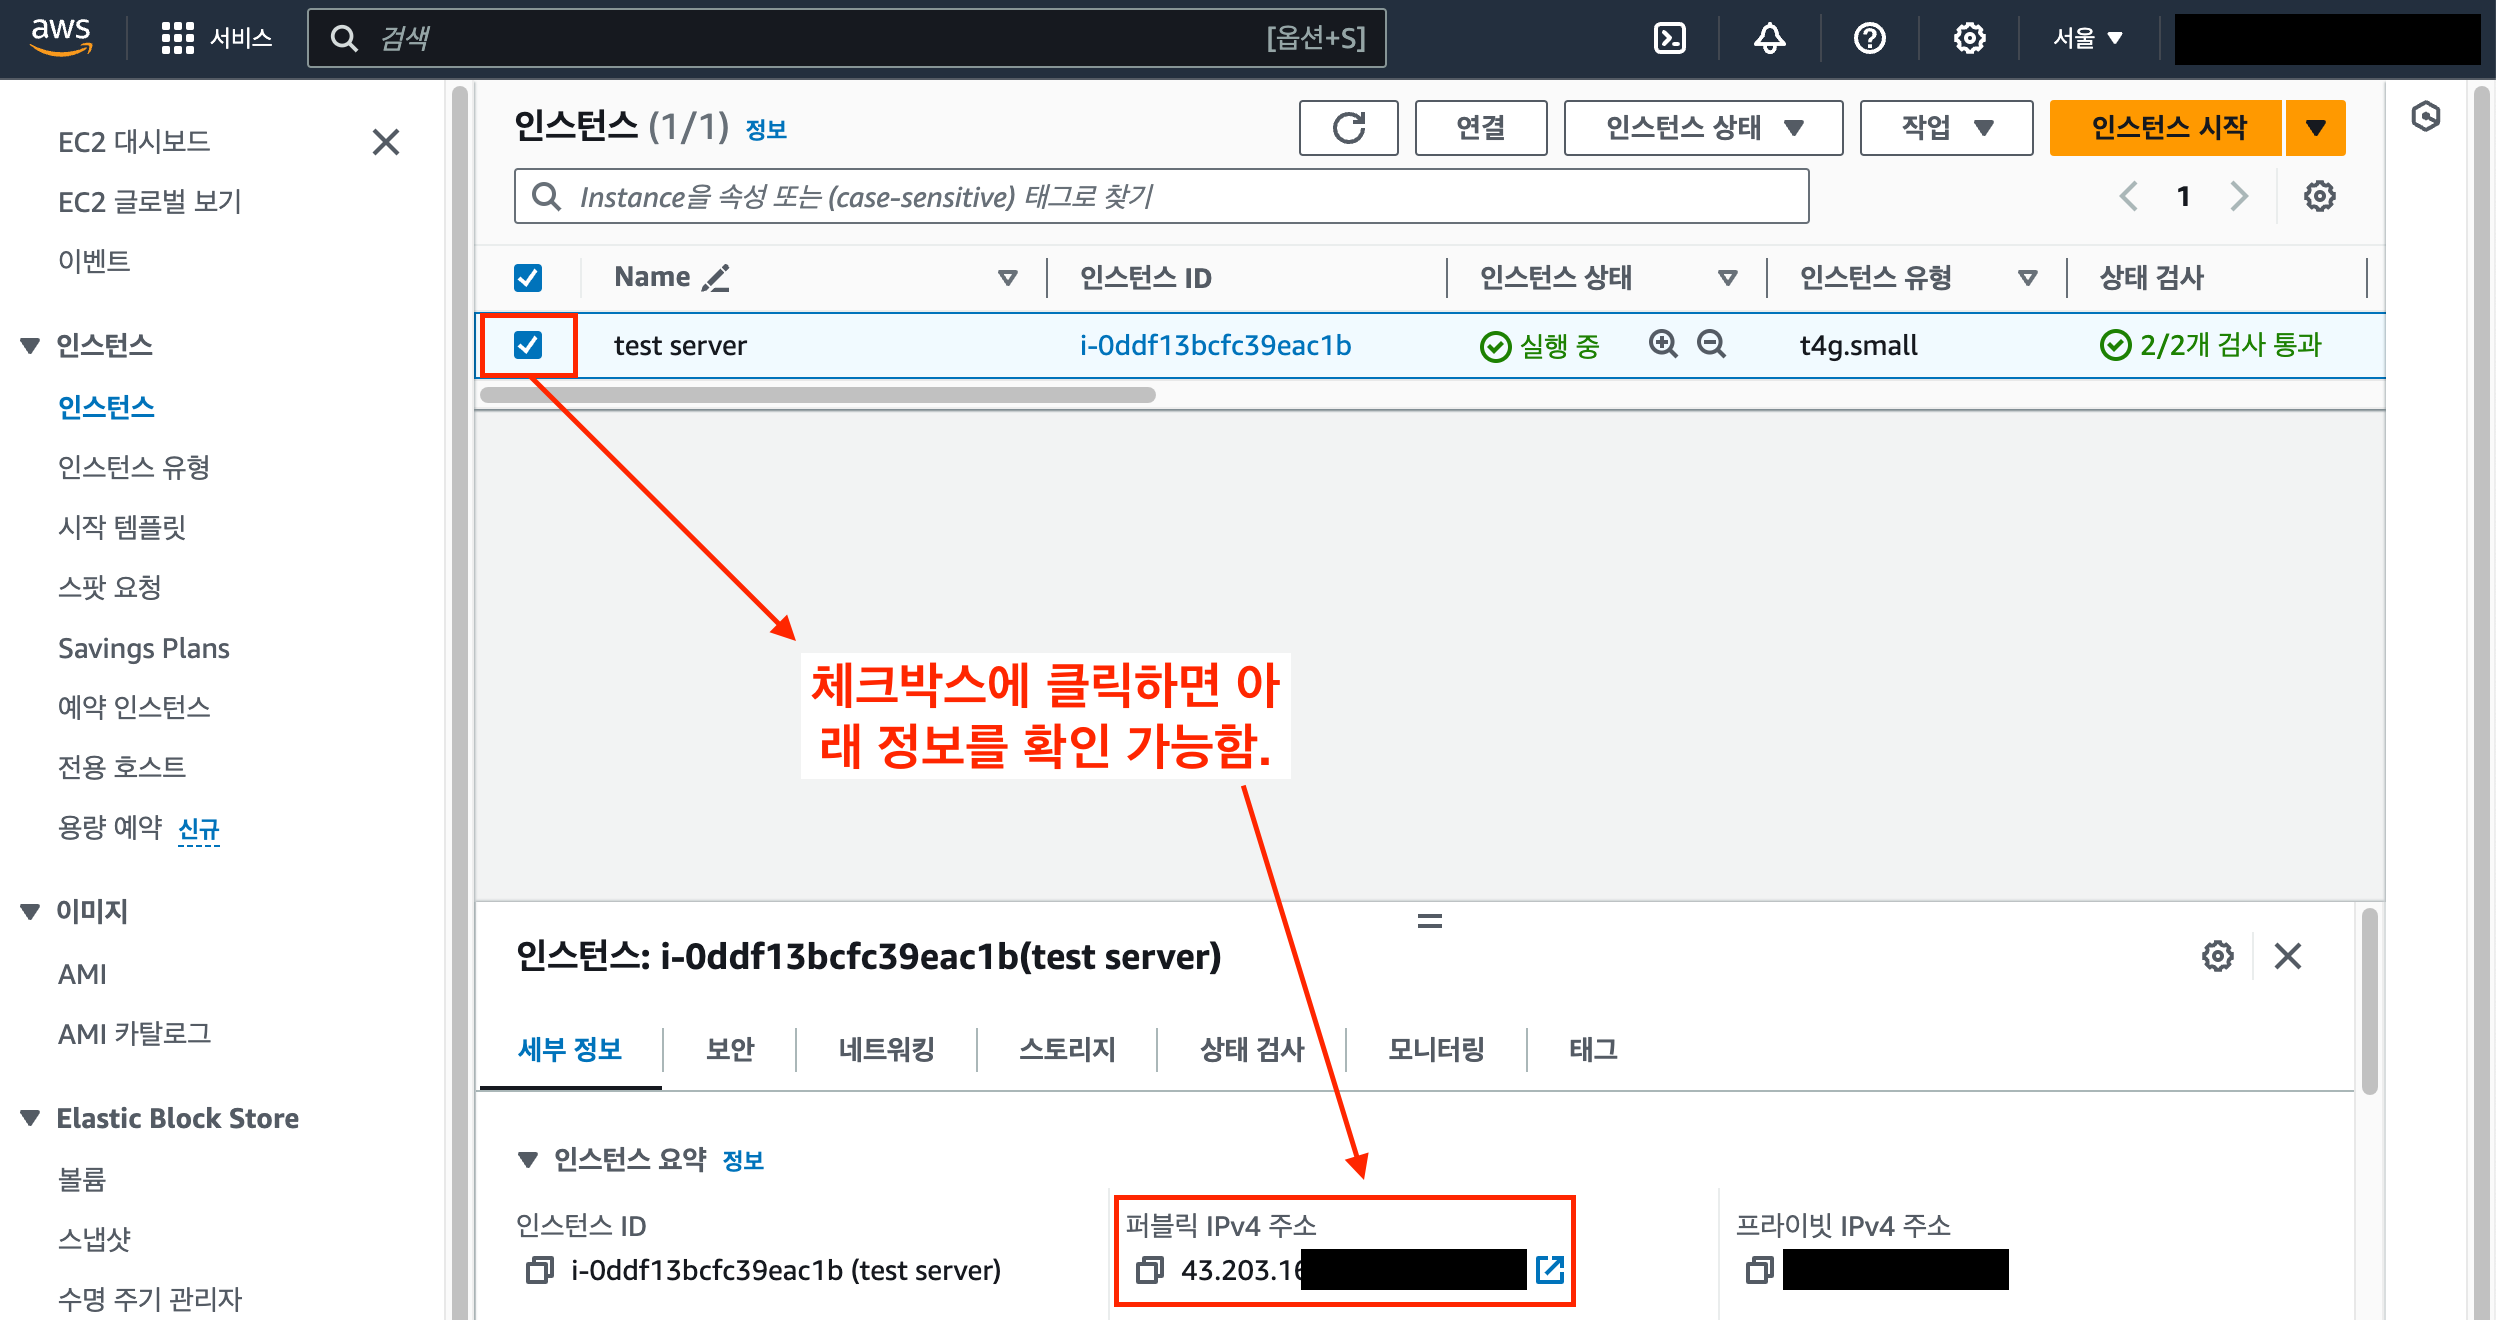 aws 서비스 검색 [옵션+S] 서울
EC2 대시보드
EC2 글로벌 보기
이벤트
인스턴스
인스턴스
인스턴스 유형
시작 템플릿
스팟 요청
Savings Plans
예약 인스턴스
전용 호스트
용량 예약 신규
이미지
AMI
AMI 카탈로그
Elastic Block Store
볼륨
스냅샷
수명 주기 관리자
인스턴스 (1/1) 정보 연결 인스턴스 상태 작업 인스턴스 시작
Instance을 속성 또는 (case-sensitive) 태그로 찾기 1
Name 인스턴스 ID 인스턴스 상태 인스턴스 유형 상태 검사
test server i-0ddf13bcfc39eac1b 실행 중 t4g.small 2/2개 검사 통과
체크박스에 클릭하면 아
래 정보를 확인 가능함.
인스턴스: i-0ddf13bcfc39eac1b(test server)
세부 정보 보안 네트워킹 스토리지 상태 검사 모니터링 태그
인스턴스 요약 정보
인스턴스 ID 퍼블릭 IPv4 주소 프라이빗 IPv4 주소
i-0ddf13bcfc39eac1b (test server) 43.203.16